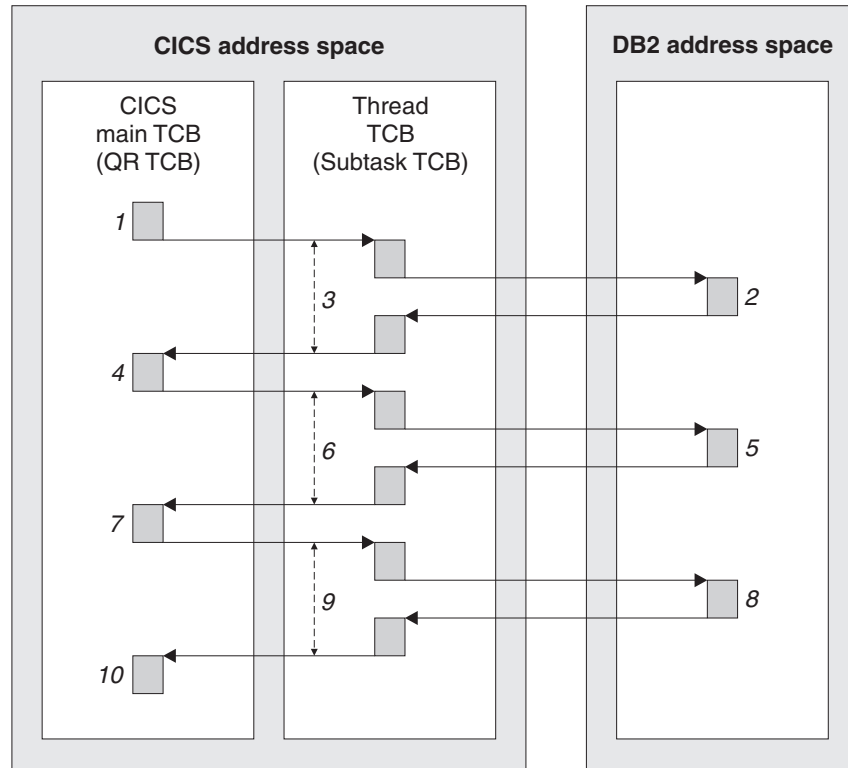 CICS address space
DB2 address space
CICS
main TCB
(QR TCB)
Thread
TCB
(Subtask TCB)
1
3
2
4
6
5
7
9
8
10